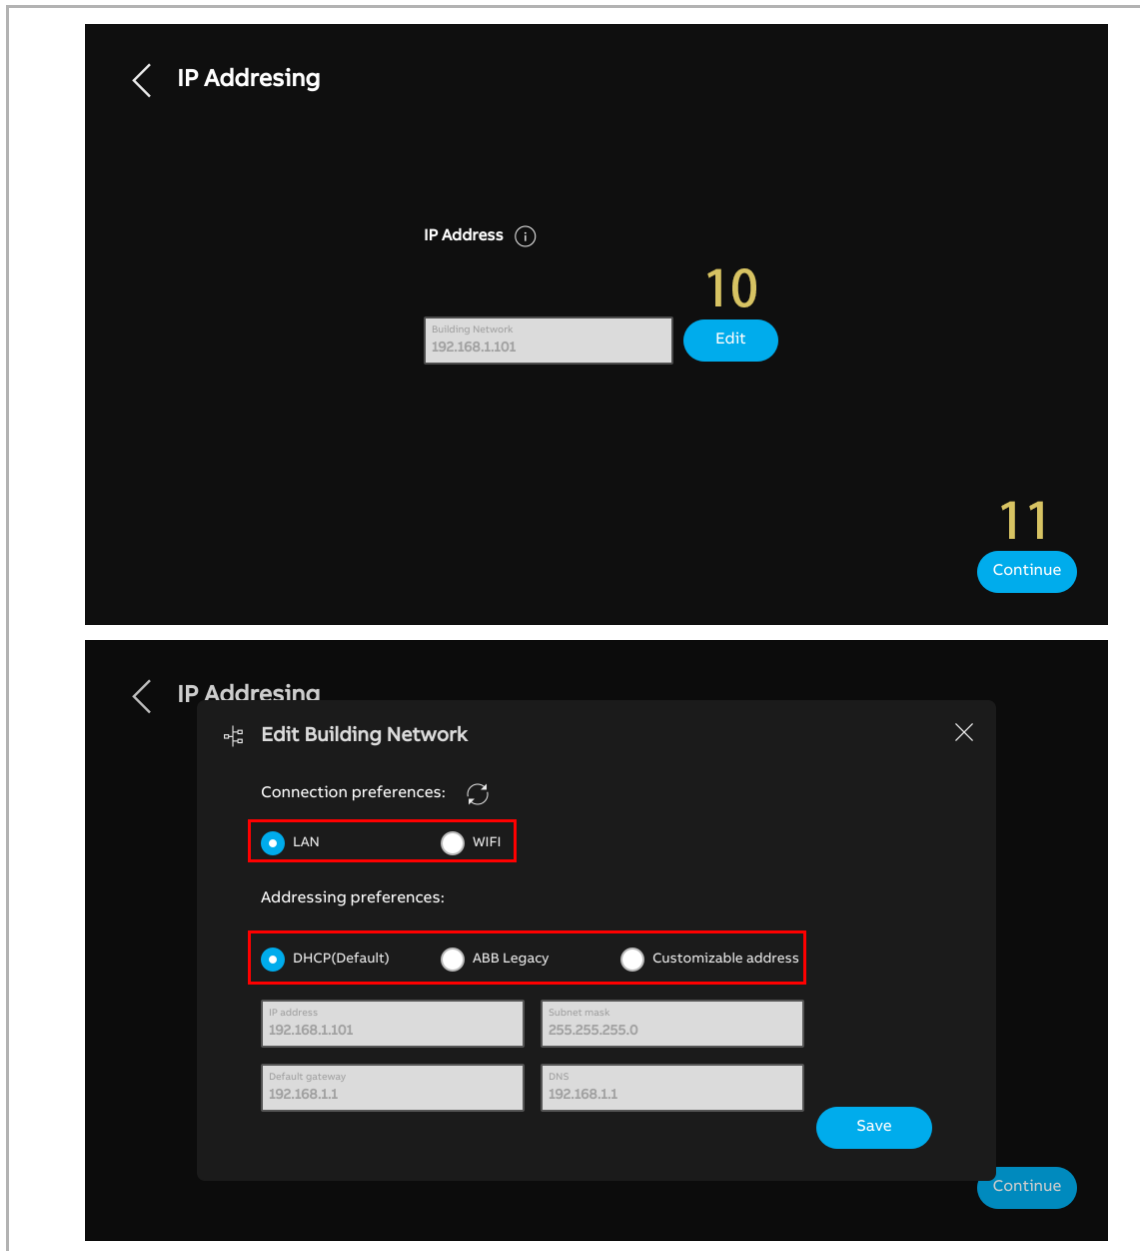 IP Addresing
IP Address
10
Building Network
192.168.1.101
Edit
11
Continue
IP Addresing
Edit Building Network
Connection preferences:
LAN WIFI
Addressing preferences:
DHCP(Default) ABB Legacy Customizable address
IP address Subnet mask
192.168.1.101 255.255.255.0
Default gateway DNS
192.168.1.1 192.168.1.1
Save
Continue